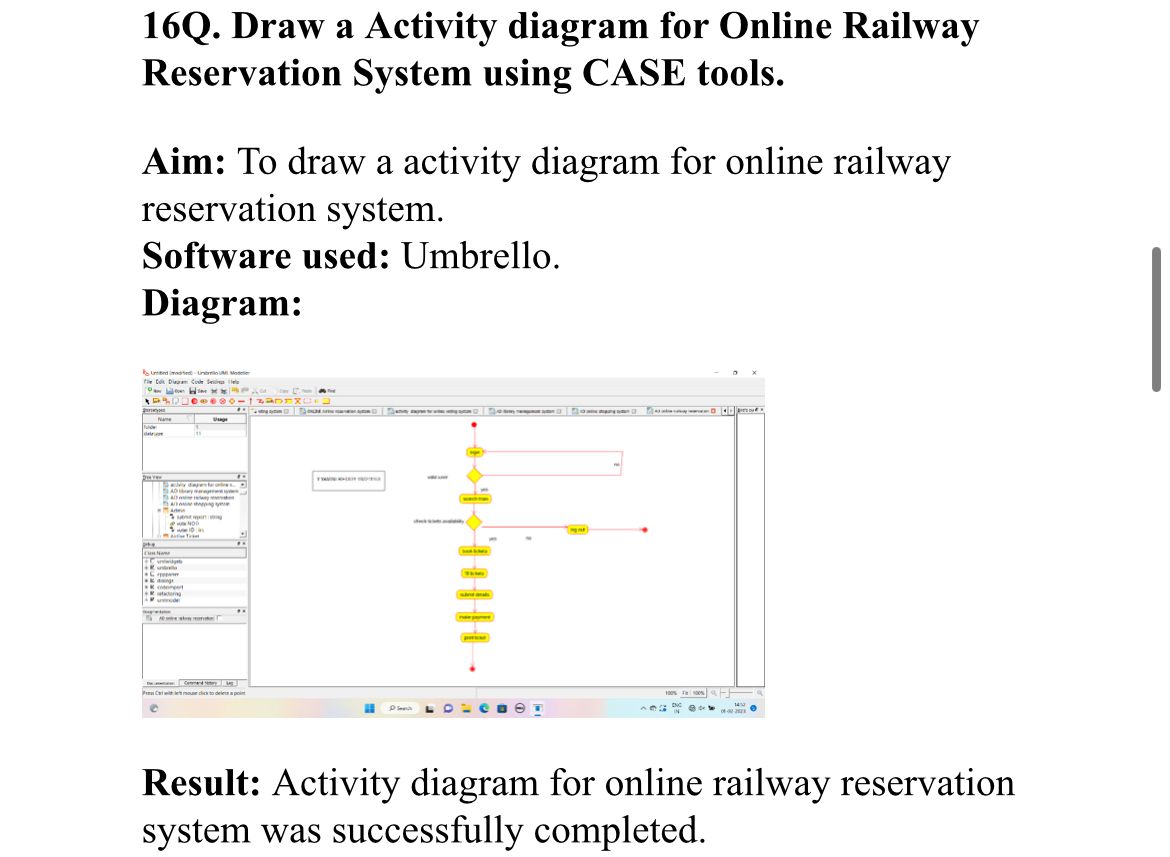 16Q. Draw a Activity diagram for Online Railway
Reservation System using CASE tools.
Aim: To draw a activity diagram for online railway
reservation system.
Software used: Umbrello.
Diagram:
Untitled [modified] - Umbrello UML Modeller
File Edit Diagram Code Settings Help
New Open Save Cut Copy Paste Find
Stereotypes
Name Usage
folder 1
datatype 11
voting system
ONLINE Airline reservation system
activity diagram for online voting system
AD library management system
AD online shopping system
AD online railway reservation
Tree View
activity diagram for online s...
AD library management system
AD online railway reservation
AD online shopping system
Admin
submit report : string
vote NO()
voter ID : int
Airline Ticket
Debug
Class Name
umlwidgets
umbrello
cppparser
dialogs
codeimport
refactoring
umlmodel
Documentation
AD online railway reservation
Documentation Command history Log
login
no
valid user
yes
search train
check tickets availability
yes
no
log out
book tickets
fill tickets
submit details
make payment
print ticket
Press Ctrl with left mouse click to delete a point
100% Fit 100%
Search
ENG
IN
14:52
01-02-2023
Result: Activity diagram for online railway reservation
system was successfully completed.